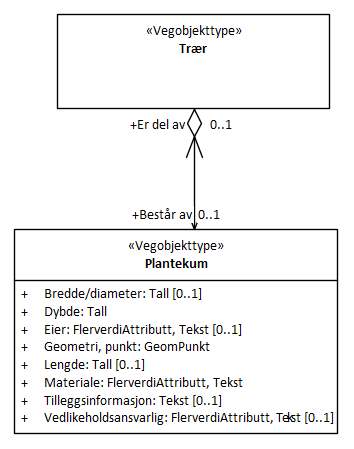 «Vegobjekttype»
Trær
+Er del av 0..1
+Består av 0..1
«Vegobjekttype»
Plantekum
+ Bredde/diameter: Tall [0..1]
+ Dybde: Tall
+ Eier: FlerverdiAttributt, Tekst [0..1]
+ Geometri, punkt: GeomPunkt
+ Lengde: Tall [0..1]
+ Materiale: FlerverdiAttributt, Tekst
+ Tilleggsinformasjon: Tekst [0..1]
+ Vedlikeholdsansvarlig: FlerverdiAttributt, Tekst [0..1]